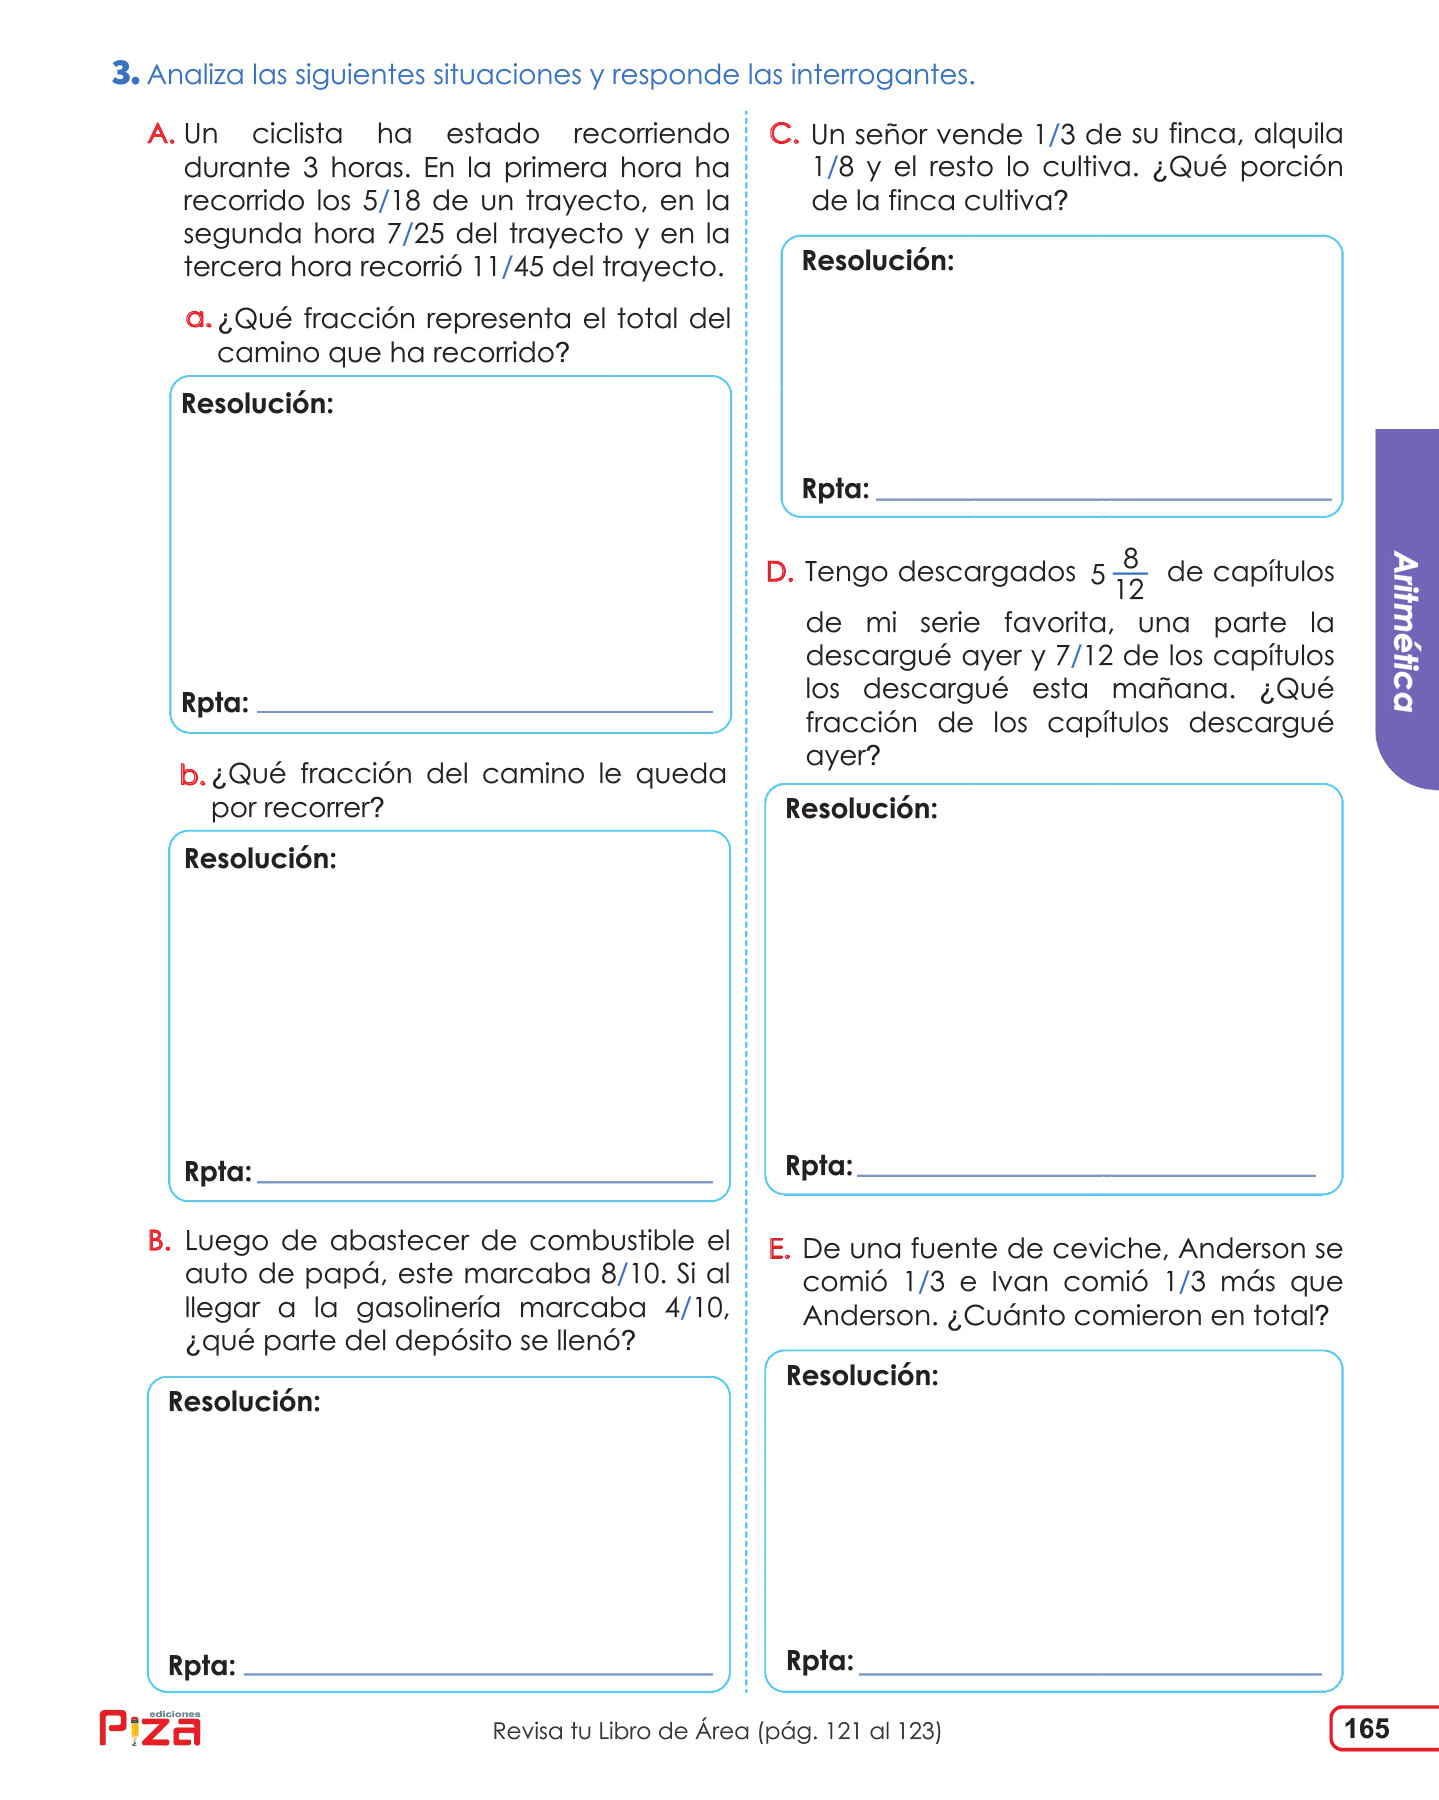 3. Analiza las siguientes situaciones y responde las interrogantes.
A. Un ciclista ha estado recorriendo
durante 3 horas. En la primera hora ha
recorrido los 5/18 de un trayecto, en la
segunda hora 7/25 del trayecto y en la
tercera hora recorrió 11/45 del trayecto.
a. ¿Qué fracción representa el total del
camino que ha recorrido?
Resolución:
Rpta:
b. ¿Qué fracción del camino le queda
por recorrer?
Resolución:
Rpta:
B. Luego de abastecer de combustible el
auto de papá, este marcaba 8/10. Si al
llegar a la gasolinería marcaba 4/10,
¿qué parte del depósito se llenó?
Resolución:
Rpta:
C. Un señor vende 1/3 de su finca, alquila
1/8 y el resto lo cultiva. ¿Qué porción
de la finca cultiva?
Resolución:
Rpta:
D. Tengo descargados 5 8/12 de capítulos
de mi serie favorita, una parte la
descargué ayer y 7/12 de los capítulos
los descargué esta mañana. ¿Qué
fracción de los capítulos descargué
ayer?
Resolución:
Rpta:
E. De una fuente de ceviche, Anderson se
comió 1/3 e Ivan comió 1/3 más que
Anderson. ¿Cuánto comieron en total?
Resolución:
Rpta:
Aritmética
ediciones
Piza
Revisa tu Libro de Área (pág. 121 al 123)
165